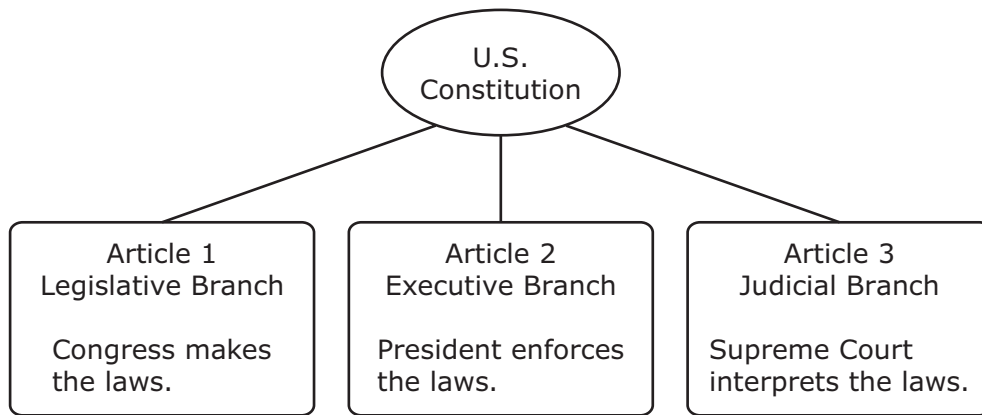 U.S.
Constitution
Article 1
Legislative Branch
Congress makes
the laws.
Article 2
Executive Branch
President enforces
the laws.
Article 3
Judicial Branch
Supreme Court
interprets the laws.